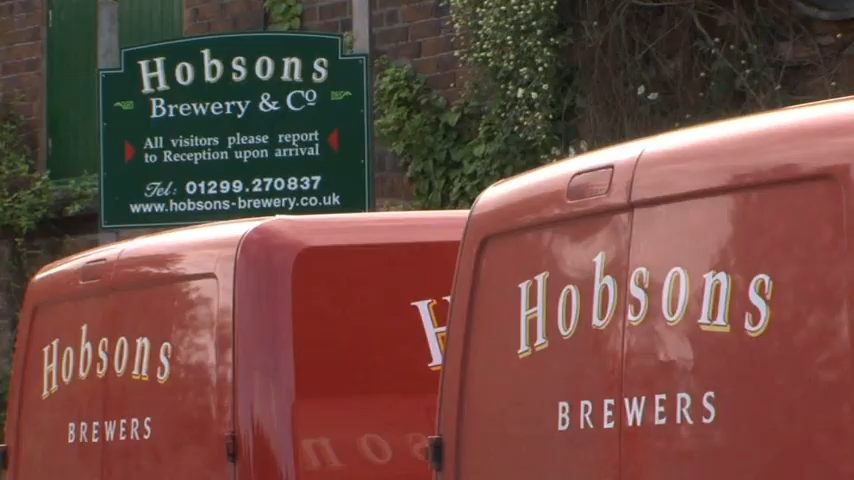 Hobsons
Brewery & Co
All visitors please report
to Reception upon arrival
Tel: 01299.270837
www.hobsons-brewery.co.uk
Hobsons
BREWERS
H
Hobsons
BREWERS